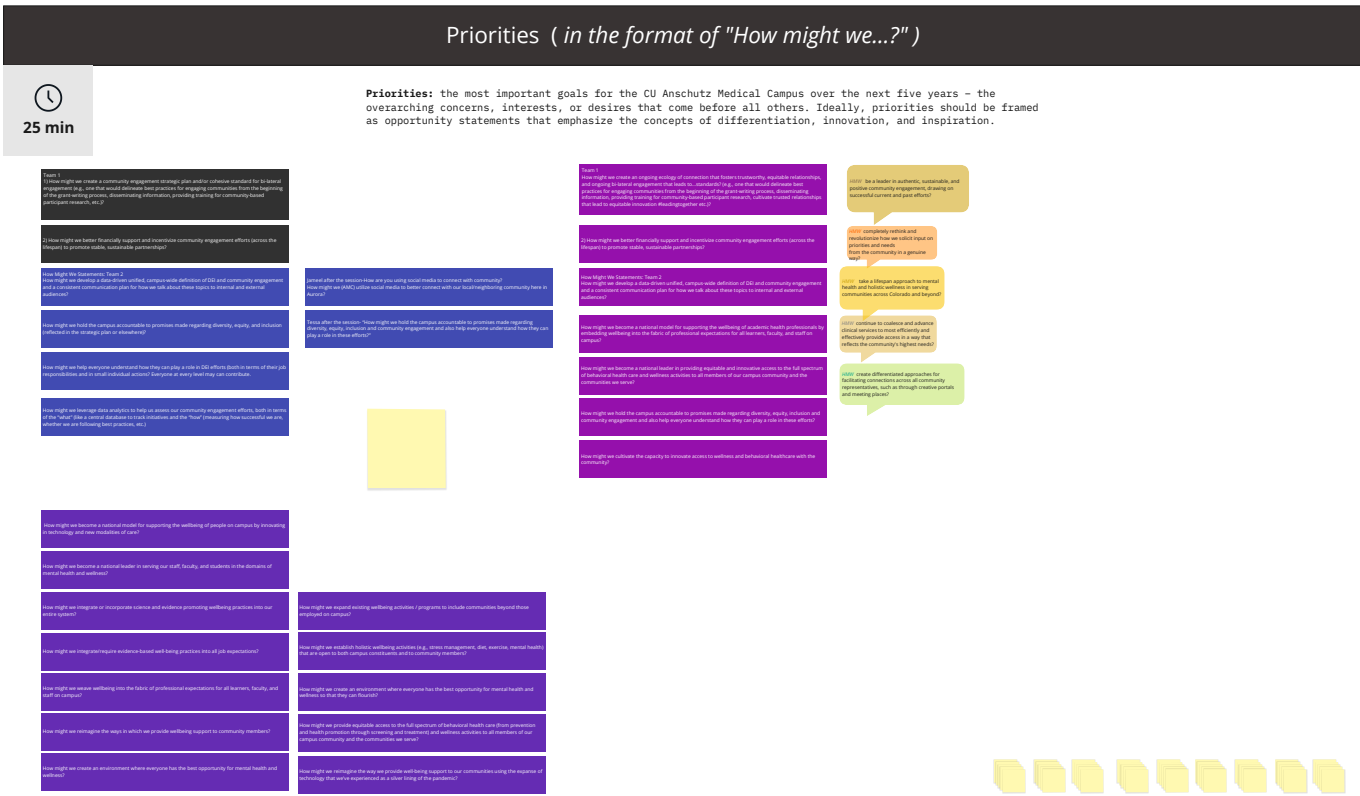 Priorities ( in the format of "How might we...?" )
25 min
Priorities: the most important goals for the CU Anschutz Medical Campus over the next five years – the
overarching concerns, interests, or desires that come before all others. Ideally, priorities should be framed
as opportunity statements that emphasize the concepts of differentiation, innovation, and inspiration.
Team 1
1) How might we create a community engagement strategic plan and/or cohesive standard for bi-lateral
engagement (e.g., one that would delineate best practices for engaging communities from the beginning
of the grant-writing process, disseminating information, providing training for community-based
participant research, etc.)?
2) How might we better financially support and incentivize community engagement efforts (across the
lifespan) to promote stable, sustainable partnerships?
How Might We Statements: Team 2
How might we develop a data-driven unified, campus-wide definition of DEI and community engagement
and a consistent communication plan for how we talk about these topics to internal and external
audiences?
How might we hold the campus accountable to promises made regarding diversity, equity, and inclusion
(reflected in the strategic plan or elsewhere)?
How might we help everyone understand how they can play a role in DEI efforts (both in terms of their job
responsibilities and in small individual actions? Everyone at every level may contribute.
How might we leverage data analytics to help us assess our community engagement efforts, both in terms
of the "what" (like a central database to track initiatives and the "how" (measuring how successful we are,
whether we are following best practices, etc.)
Jameel after the session-How are you using social media to connect with community?
How might we (AMC) utilize social media to better connect with our local/neighboring community here in
Aurora?
Tessa after the session- "How might we hold the campus accountable to promises made regarding
diversity, equity, inclusion and community engagement and also help everyone understand how they can
play a role in these efforts?"
Team 1
How might we create an ongoing ecology of connection that fosters trustworthy, equitable relationships,
and ongoing bi-lateral engagement that leads to...standards? (e.g., one that would delineate best
practices for engaging communities from the beginning of the grant-writing process, disseminating
information, providing training for community-based participant research, cultivate trusted relationships
that lead to equitable innovation #leadingtogether etc.)?
2) How might we better financially support and incentivize community engagement efforts (across the
lifespan) to promote stable, sustainable partnerships?
How Might We Statements: Team 2
How might we develop a data-driven unified, campus-wide definition of DEI and community engagement
and a consistent communication plan for how we talk about these topics to internal and external
audiences?
How might we become a national model for supporting the wellbeing of academic health professionals by
embedding wellbeing into the fabric of professional expectations for all learners, faculty, and staff on
campus?
How might we become a national leader in providing equitable and innovative access to the full spectrum
of behavioral health care and wellness activities to all members of our campus community and the
communities we serve?
How might we hold the campus accountable to promises made regarding diversity, equity, inclusion and
community engagement and also help everyone understand how they can play a role in these efforts?
How might we cultivate the capacity to innovate access to wellness and behavioral healthcare with the
community?
HMW be a leader in authentic, sustainable, and
positive community engagement, drawing on
successful current and past efforts?
HMW completely rethink and
revolutionize how we solicit input on
priorities and needs
from the community in a genuine
way?
HMW take a lifespan approach to mental
health and holistic wellness in serving
communities across Colorado and beyond?
HMW continue to coalesce and advance
clinical services to most efficiently and
effectively provide access in a way that
reflects the community's highest needs?
HMW create differentiated approaches for
facilitating connections across all community
representatives, such as through creative portals
and meeting places?
How might we become a national model for supporting the wellbeing of people on campus by innovating
in technology and new modalities of care?
How might we become a national leader in serving our staff, faculty, and students in the domains of
mental health and wellness?
How might we integrate or incorporate science and evidence promoting wellbeing practices into our
entire system?
How might we integrate/require evidence-based well-being practices into all job expectations?
How might we weave wellbeing into the fabric of professional expectations for all learners, faculty, and
staff on campus?
How might we reimagine the ways in which we provide wellbeing support to community members?
How might we create an environment where everyone has the best opportunity for mental health and
wellness?
How might we expand existing wellbeing activities / programs to include communities beyond those
employed on campus?
How might we establish holistic wellbeing activities (e.g., stress management, diet, exercise, mental health)
that are open to both campus constituents and to community members?
How might we create an environment where everyone has the best opportunity for mental health and
wellness so that they can flourish?
How might we provide equitable access to the full spectrum of behavioral health care (from prevention
and health promotion through screening and treatment) and wellness activities to all members of our
campus community and the communities we serve?
How might we reimagine the way we provide well-being support to our communities using the expanse of
technology that we've experienced as a silver lining of the pandemic?